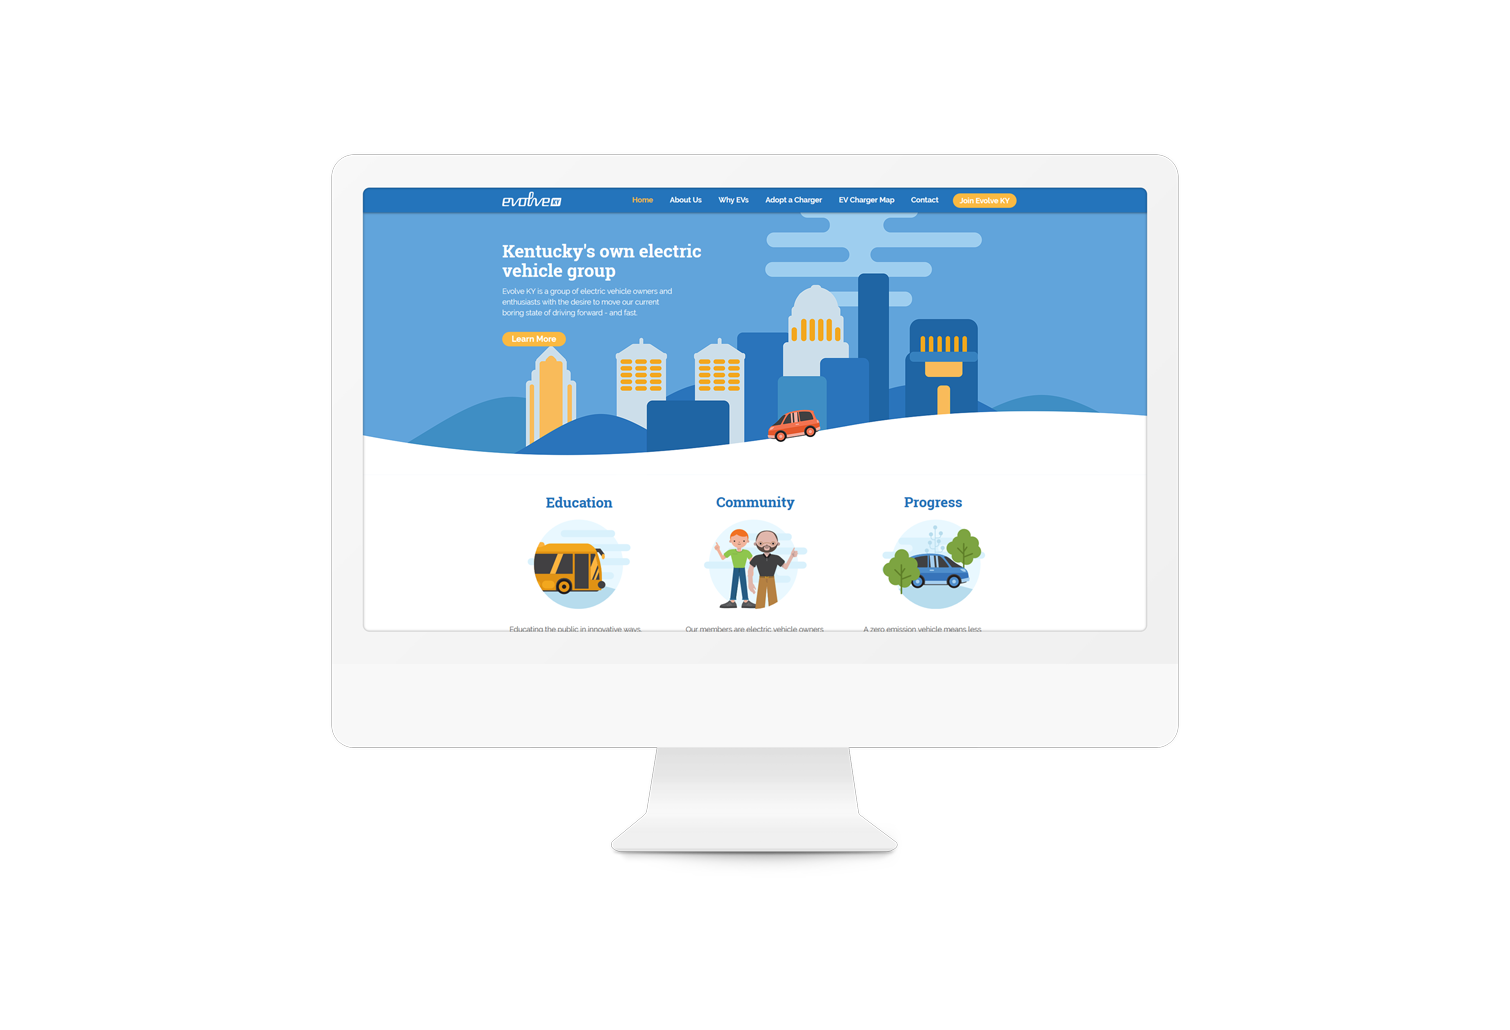 evolve KY
Home
About Us
Why EVs
Adopt a Charger
EV Charger Map
Contact
Join Evolve KY
Kentucky's own electric
vehicle group
Evolve KY is a group of electric vehicle owners and
enthusiasts with the desire to move our current
boring state of driving forward - and fast.
Learn More
Education
Community
Progress
Educating the public in innovative ways,
Our members are electric vehicle owners,
A zero emission vehicle means less